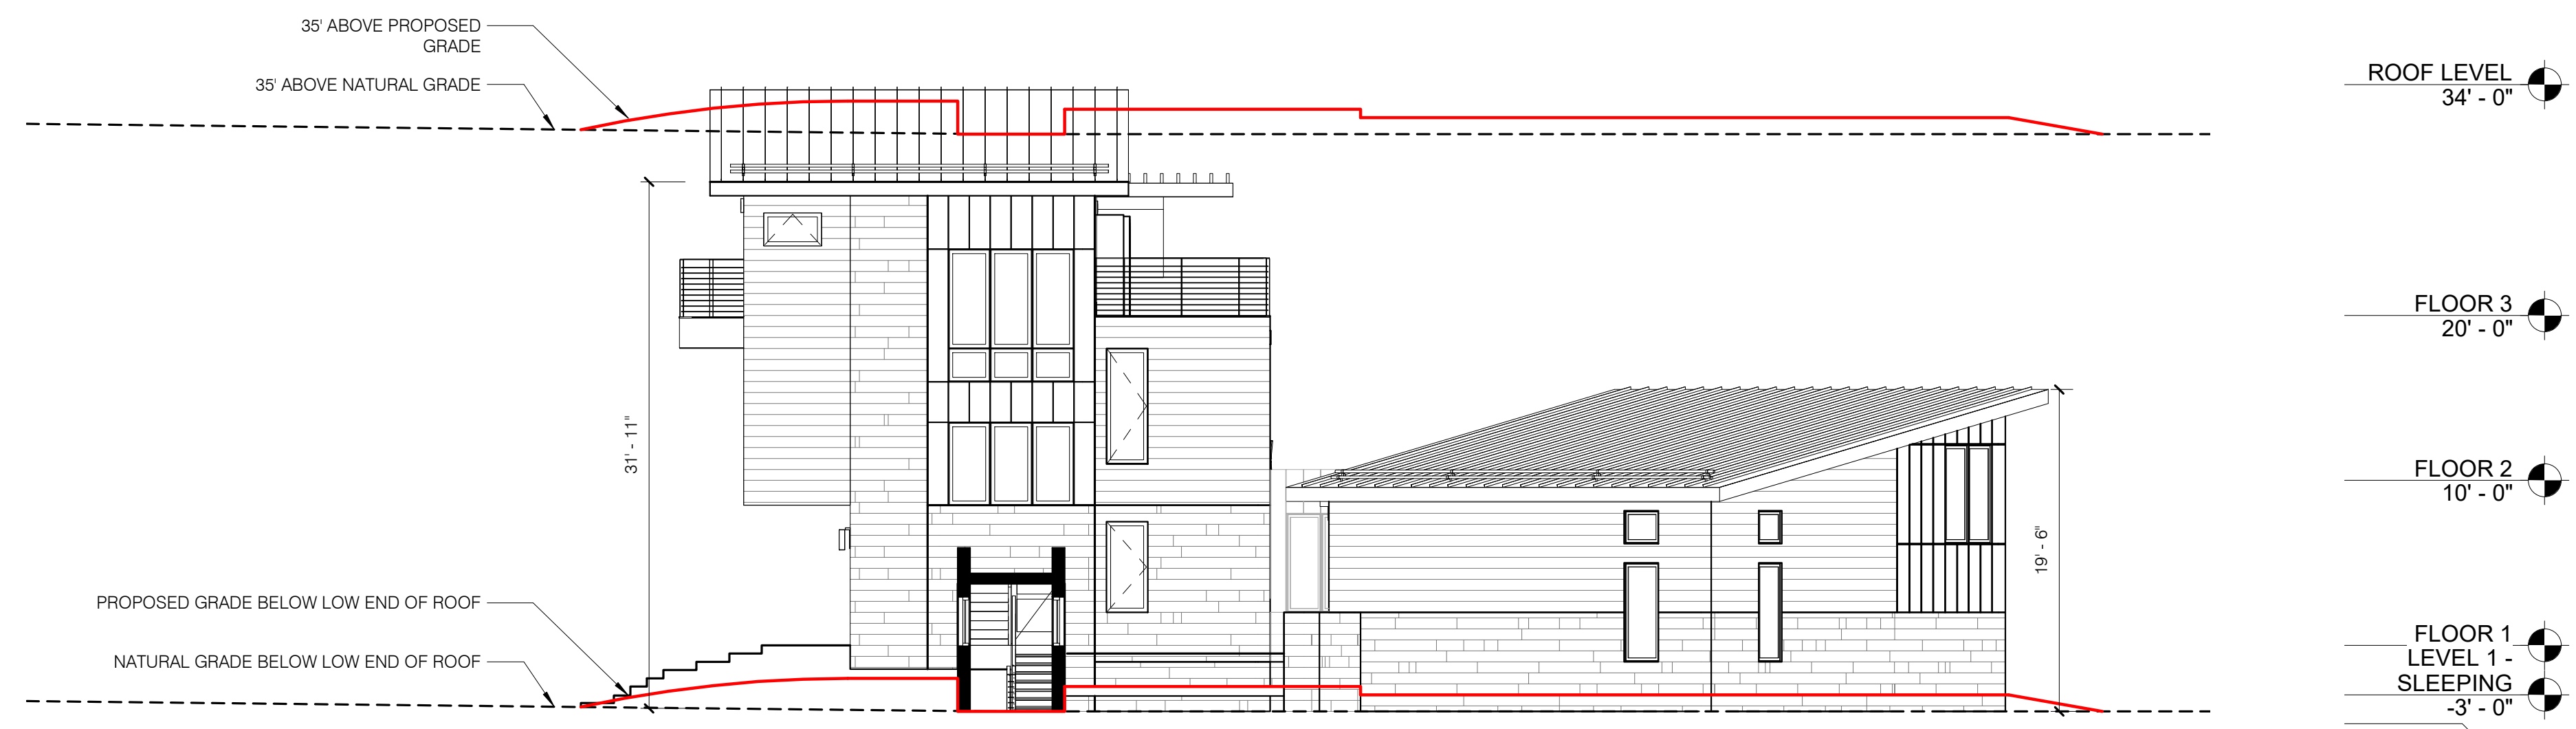 35' ABOVE PROPOSED
GRADE
35' ABOVE NATURAL GRADE
ROOF LEVEL
34' - 0"
FLOOR 3
20' - 0"
31' - 11"
FLOOR 2
10' - 0"
19' - 6"
PROPOSED GRADE BELOW LOW END OF ROOF
NATURAL GRADE BELOW LOW END OF ROOF
FLOOR 1
LEVEL 1 -
SLEEPING
-3' - 0"